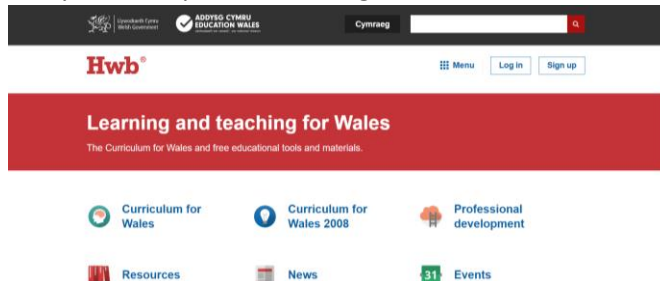 Llywodraeth Cymru
Welsh Government
ADDYSG CYMRU
EDUCATION WALES
Cymraeg
Hwb®
Menu
Log in
Sign up
Learning and teaching for Wales
The Curriculum for Wales and free educational tools and materials.
Curriculum for
Wales
Curriculum for
Wales 2008
Professional
development
Resources
News
31
Events